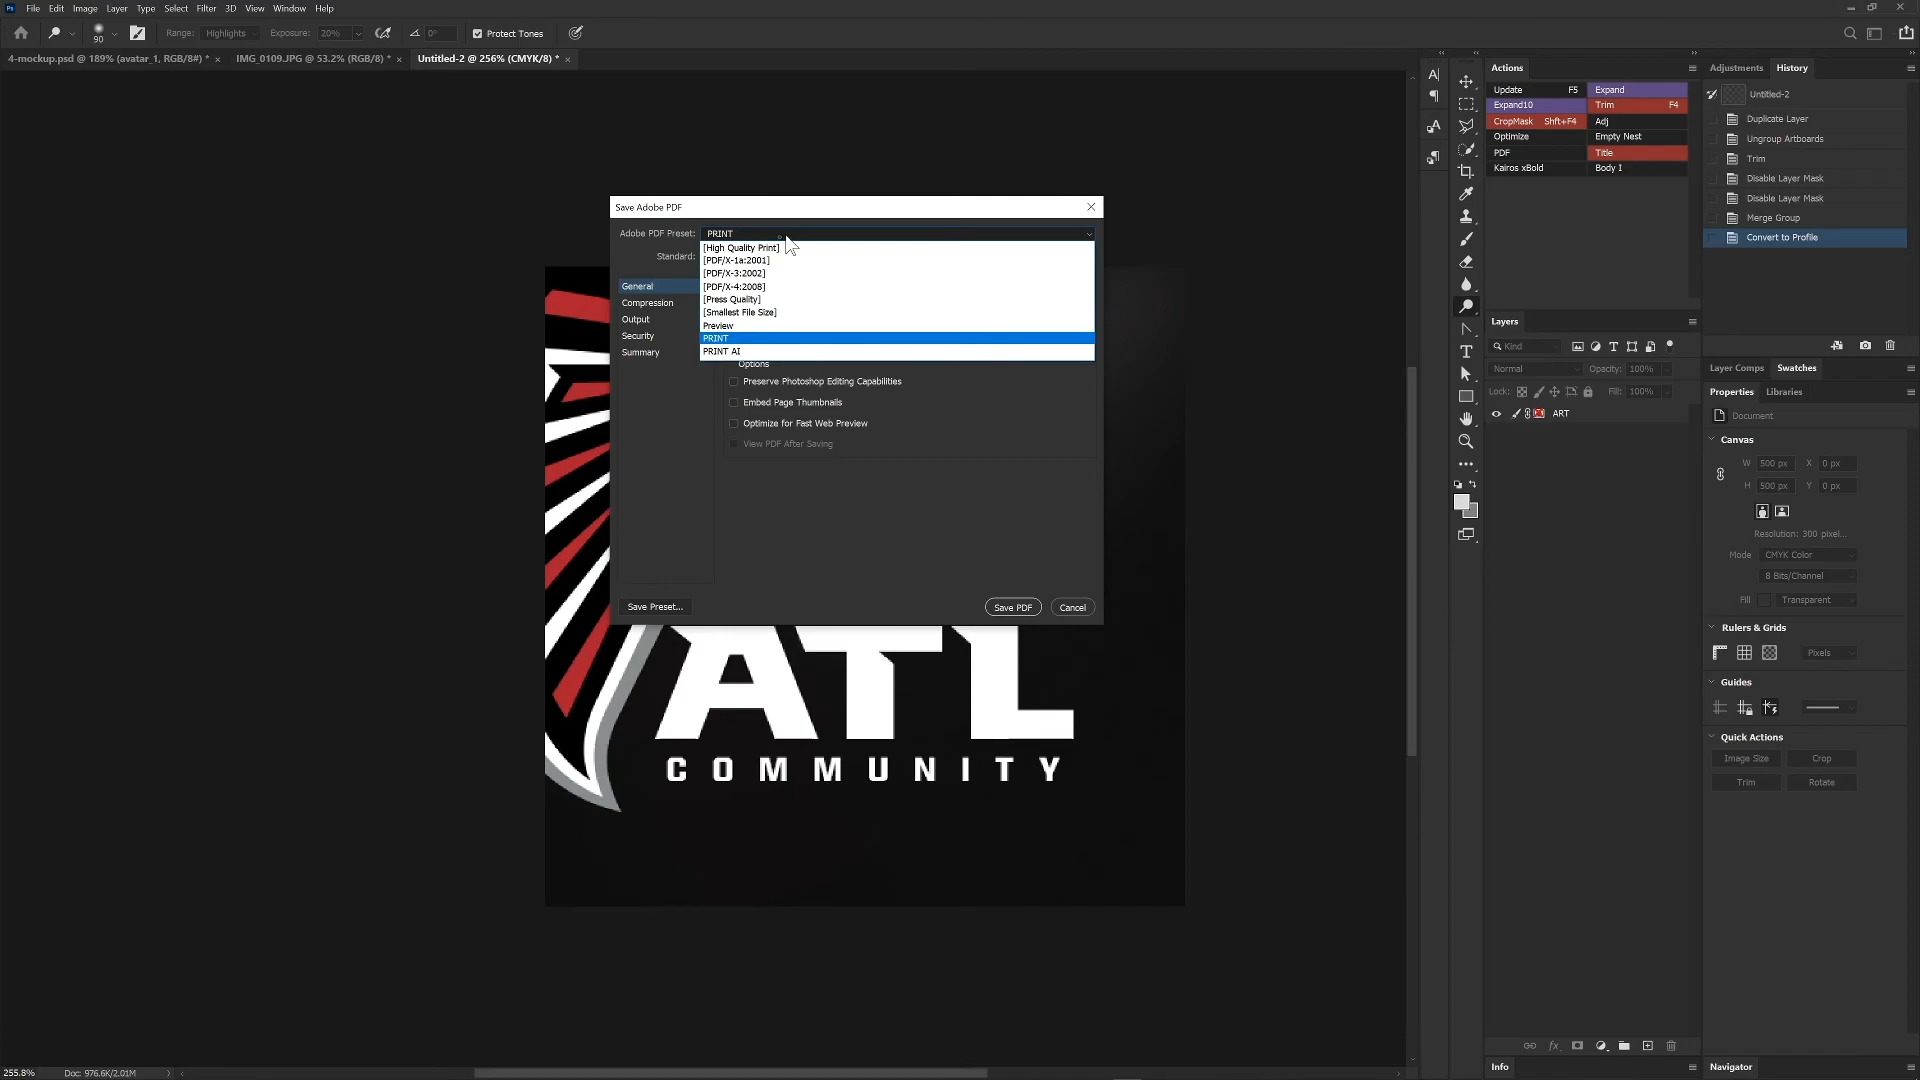 Ps File Edit Image Layer Type Select Filter 3D View Window Help
90 Range: Highlights Exposure: 20% 0° Protect Tones
4-mockup.psd @ 189% (avatar_1, RGB/8#) * × IMG_0109.JPG @ 53.2% (RGB/8) * × Untitled-2 @ 256% (CMYK/8) * ×
Save Adobe PDF
Adobe PDF Preset: PRINT
[High Quality Print]
Standard:
[PDF/X-1a:2001]
[PDF/X-3:2002]
General
[PDF/X-4:2008]
Compression
[Press Quality]
Output
[Smallest File Size]
Security
Preview
PRINT
Summary
PRINT AI
Options
Preserve Photoshop Editing Capabilities
Embed Page Thumbnails
Optimize for Fast Web Preview
View PDF After Saving
Save Preset... Save PDF Cancel
ATL
COMMUNITY
Actions
Update F5 Expand
Expand10 Trim F4
CropMask Shft+F4 Adj
Optimize Empty Nest
PDF Title
Kairos xBold Body I
Layers
Kind
Normal Opacity: 100%
Lock: Fill: 100%
ART
Adjustments History
Untitled-2
Duplicate Layer
Ungroup Artboards
Trim
Disable Layer Mask
Disable Layer Mask
Merge Group
Convert to Profile
Layer Comps Swatches
Properties Libraries
Document
Canvas
W 500 px X 0 px
H 500 px Y 0 px
Resolution: 300 pixel...
Mode CMYK Color
8 Bits/Channel
Fill Transparent
Rulers & Grids
Pixels
Guides
Quick Actions
Image Size Crop
Trim Rotate
Info Navigator
255.8% Doc: 976.6K/2.01M